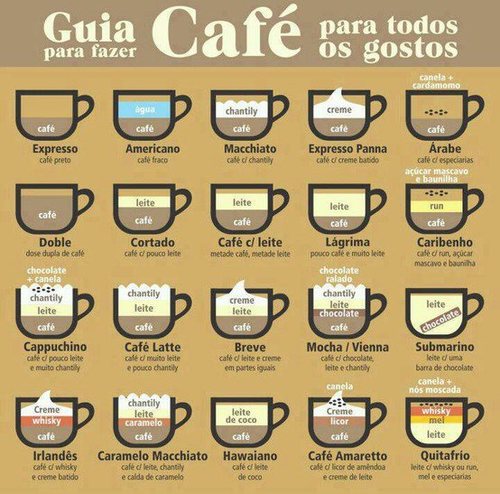 Guia para fazer Café para todos os gostos
café
Expresso
café preto
água
café
Americano
café fraco
chantily
café
Macchiato
café c/ chantily
creme
café
Expresso Panna
café c/ creme batido
canela +
cardamomo
café
Árabe
café c/ especiarias
café
Doble
dose dupla de café
leite
café
Cortado
café c/ pouco leite
leite
café
Café c/ leite
metade café, metade leite
leite
café
Lágrima
pouco café e muito leite
açúcar mascavo
e baunilha
run
café
Caribenho
café c/ run, açúcar
mascavo e baunilha
chocolate
+ canela
chantily
leite
café
Cappuchino
café c/ pouco leite
e muito chantily
chantily
leite
café
Café Latte
café c/ muito leite
e pouco chantily
creme
leite
café
Breve
café c/ leite e creme
em partes iguais
chocolate
ralado
chantily
leite
chocolate
café
Mocha / Vienna
café c/ chocolate,
leite e chantily
leite
chocolate
Submarino
leite c/ uma
barra de chocolate
Creme
whisky
café
Irlandês
café c/ whisky
e creme batido
chantily
leite
caramelo
café
Caramelo Macchiato
café c/ leite, chantily
e calda de caramelo
leite
de coco
café
Hawaiano
café c/ leite
de coco
canela
Creme
licor
café
Café Amaretto
café c/ licor de amêndoa
e creme de leite
canela +
nós moscada
whisky
mel
leite
Quitafrio
leite c/ whisky ou run,
mel e especiarias